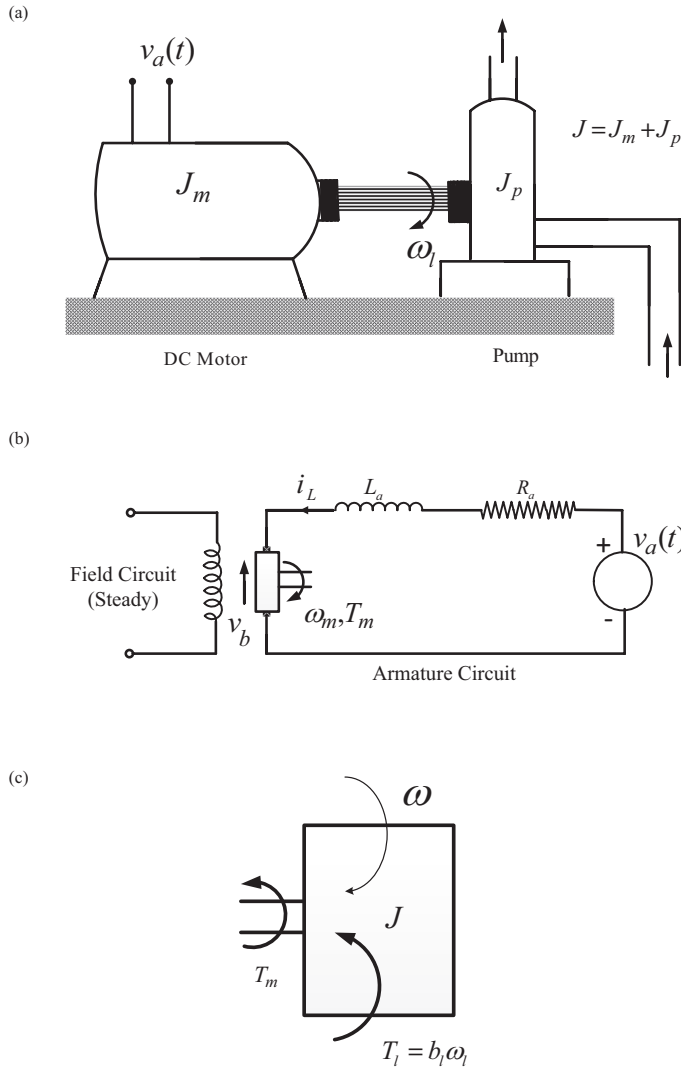 (a)
v_a(t)
J = J_m + J_p
J_m
J_p
ω_l
DC Motor
Pump
(b)
i_L
L_a
R_a
v_a(t)
+
Field Circuit
(Steady)
v_b
ω_m, T_m
-
Armature Circuit
(c)
ω
J
T_m
T_l = b_l ω_l